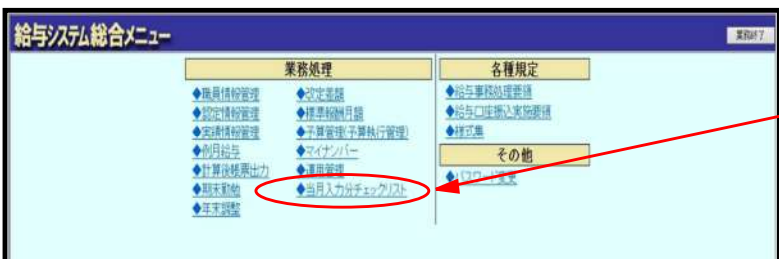 給与システム総合メニュー
業務終了
業務処理
◆職員情報管理
◆認定情報管理
◆実績情報管理
◆例月給与
◆計算後帳票出力
◆期末勤勉
◆年末調整
◆改定差額
◆標準報酬月額
◆予算管理(予算執行管理)
◆マイナンバー
◆運用管理
◆当月入力分チェックリスト
各種規定
◆給与事務処理要領
◆給与口座振込実施要領
◆様式集
その他
◆パスワード変更